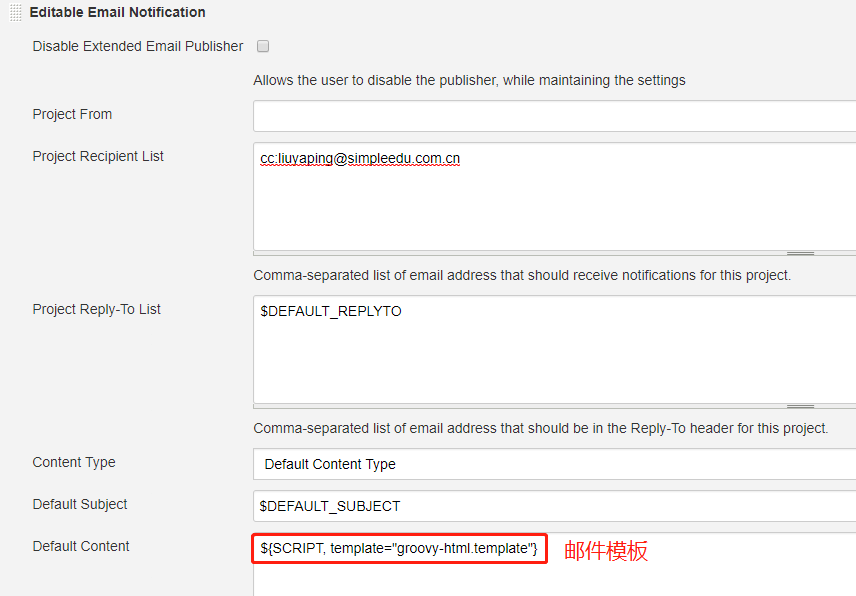 Editable Email Notification
Disable Extended Email Publisher
Allows the user to disable the publisher, while maintaining the settings
Project From
Project Recipient List
cc:liuyaping@simpleedu.com.cn
Comma-separated list of email address that should receive notifications for this project.
Project Reply-To List
$DEFAULT_REPLYTO
Comma-separated list of email address that should be in the Reply-To header for this project.
Content Type
Default Content Type
Default Subject
$DEFAULT_SUBJECT
Default Content
${SCRIPT, template="groovy-html.template"}
邮件模板